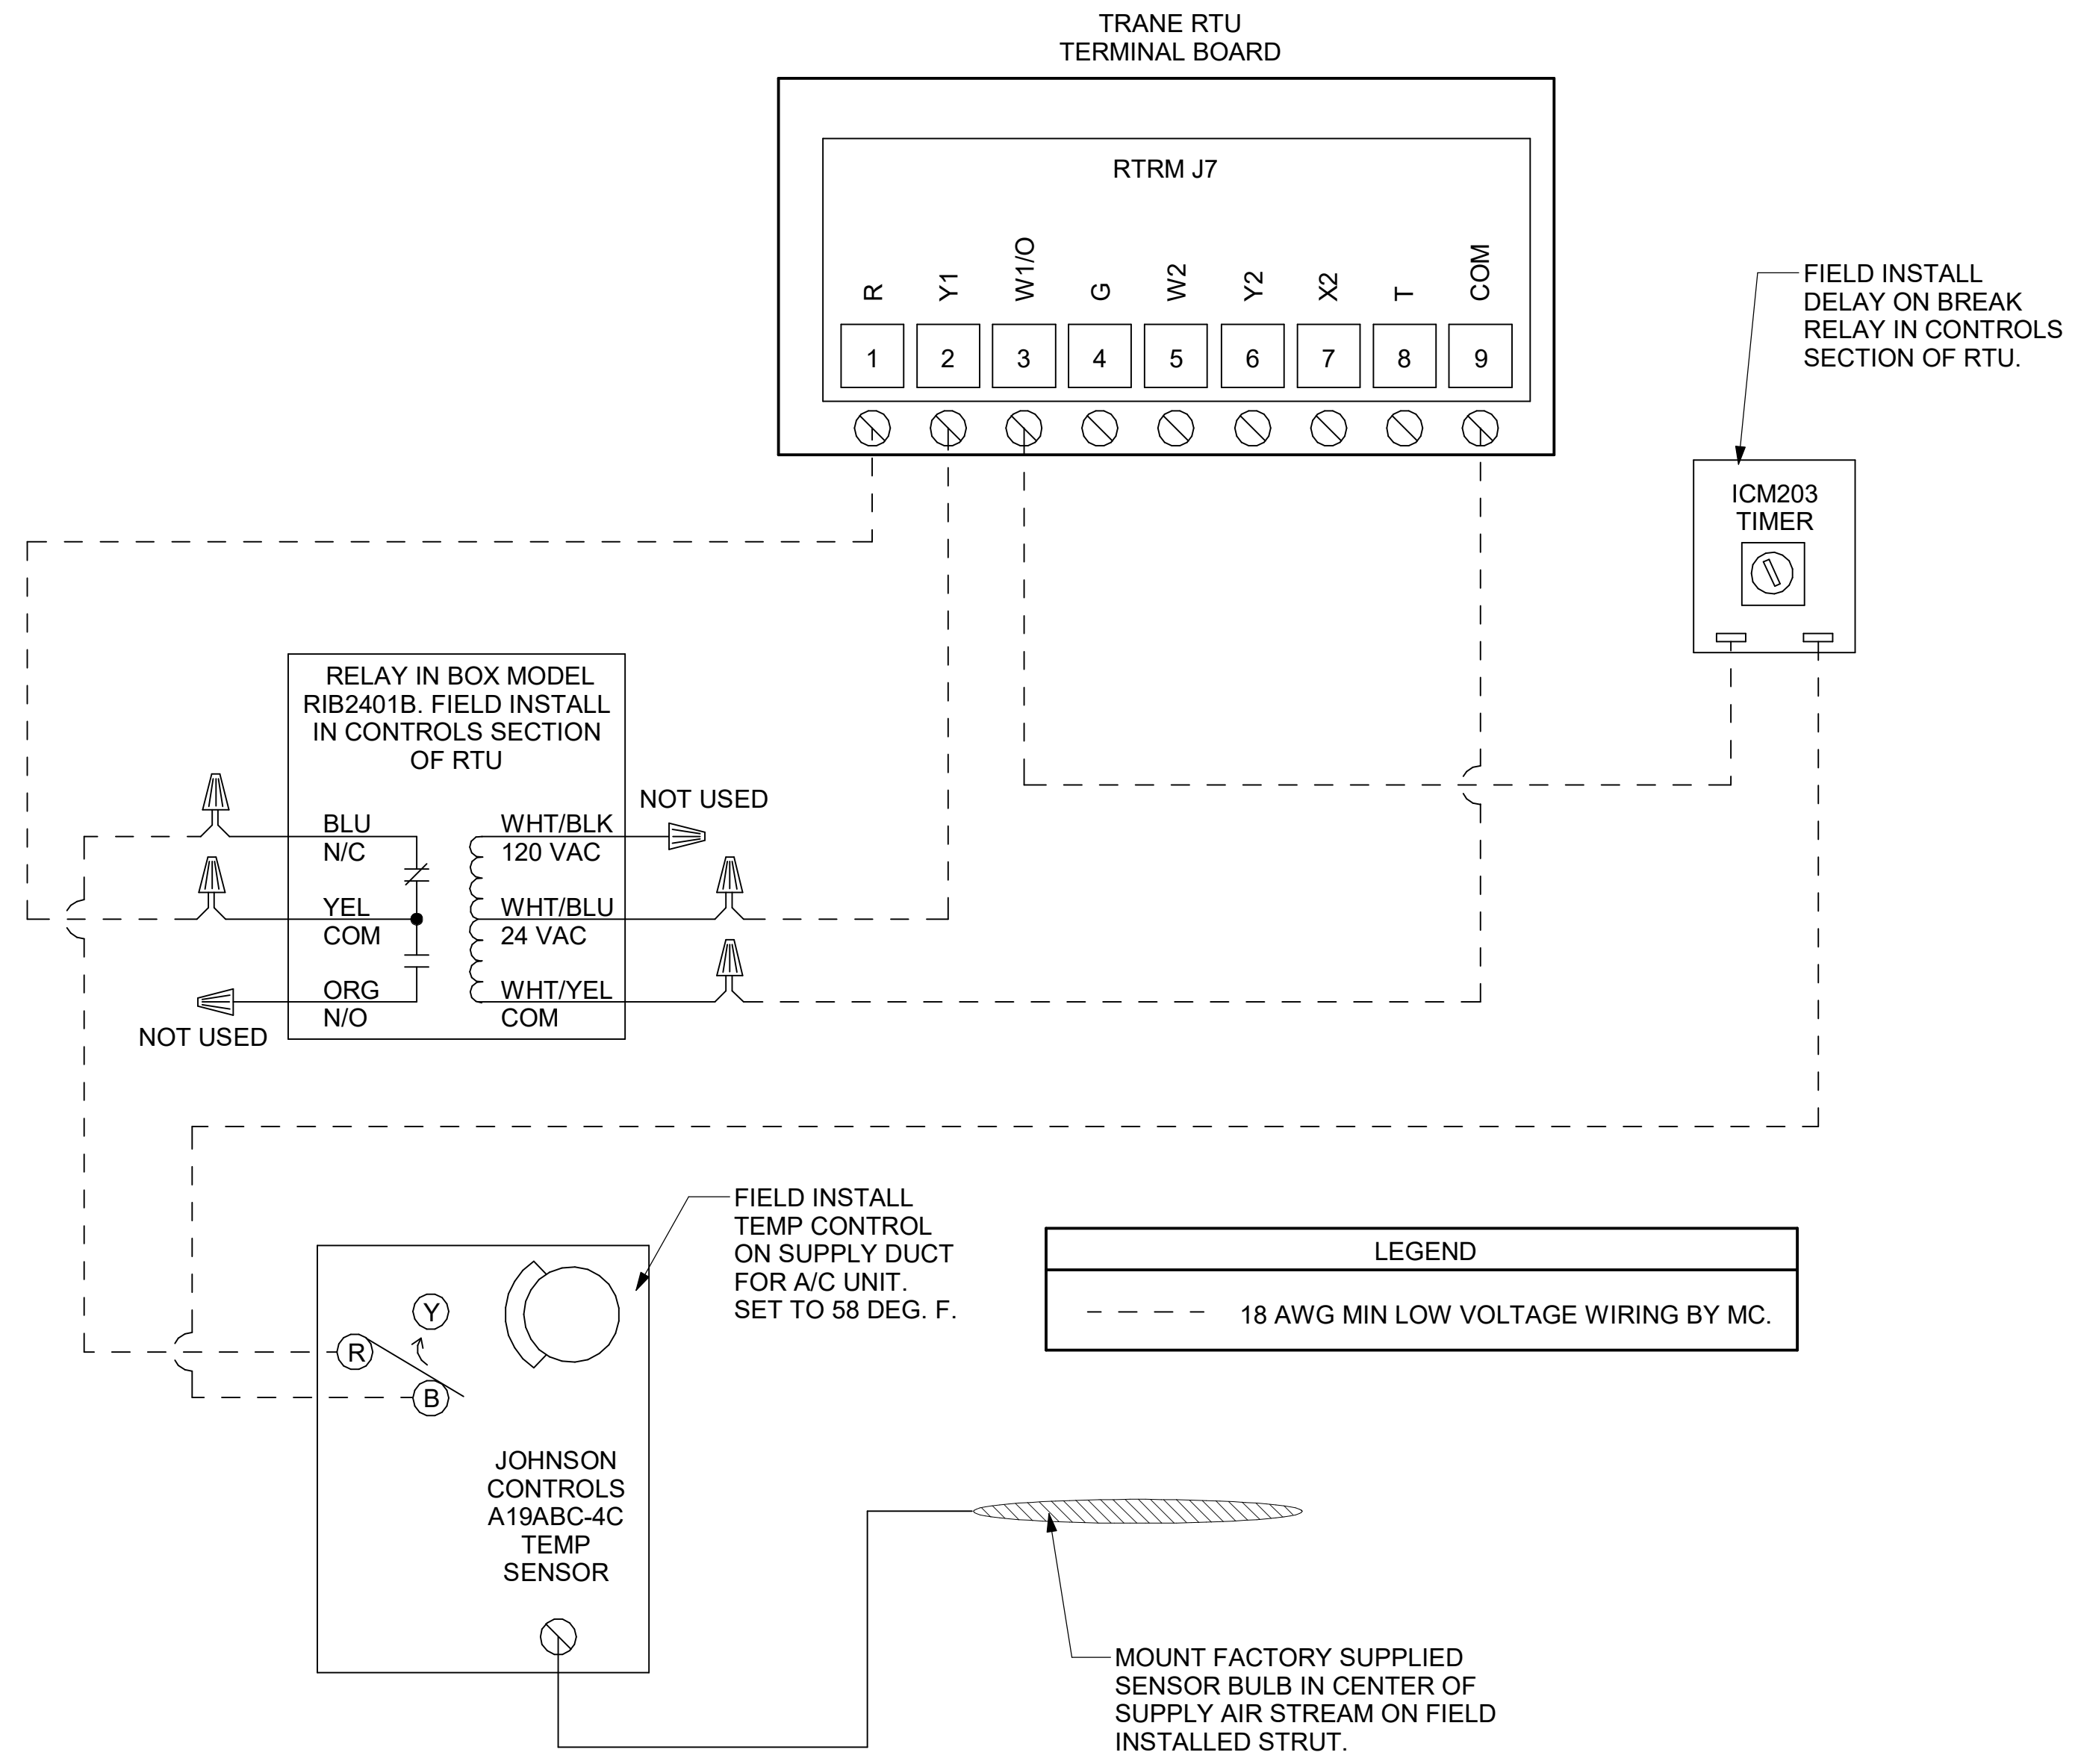 TRANE RTU
TERMINAL BOARD
RTRM J7
R
Y1
W1/O
G
W2
Y2
X2
T
COM
1 2 3 4 5 6 7 8 9
FIELD INSTALL
DELAY ON BREAK
RELAY IN CONTROLS
SECTION OF RTU.
ICM203
TIMER
RELAY IN BOX MODEL
RIB2401B. FIELD INSTALL
IN CONTROLS SECTION
OF RTU
BLU
N/C
YEL
COM
ORG
N/O
NOT USED
WHT/BLK
120 VAC
WHT/BLU
24 VAC
WHT/YEL
COM
NOT USED
FIELD INSTALL
TEMP CONTROL
ON SUPPLY DUCT
FOR A/C UNIT.
SET TO 58 DEG. F.
LEGEND
18 AWG MIN LOW VOLTAGE WIRING BY MC.
Y
R
B
JOHNSON
CONTROLS
A19ABC-4C
TEMP
SENSOR
MOUNT FACTORY SUPPLIED
SENSOR BULB IN CENTER OF
SUPPLY AIR STREAM ON FIELD
INSTALLED STRUT.